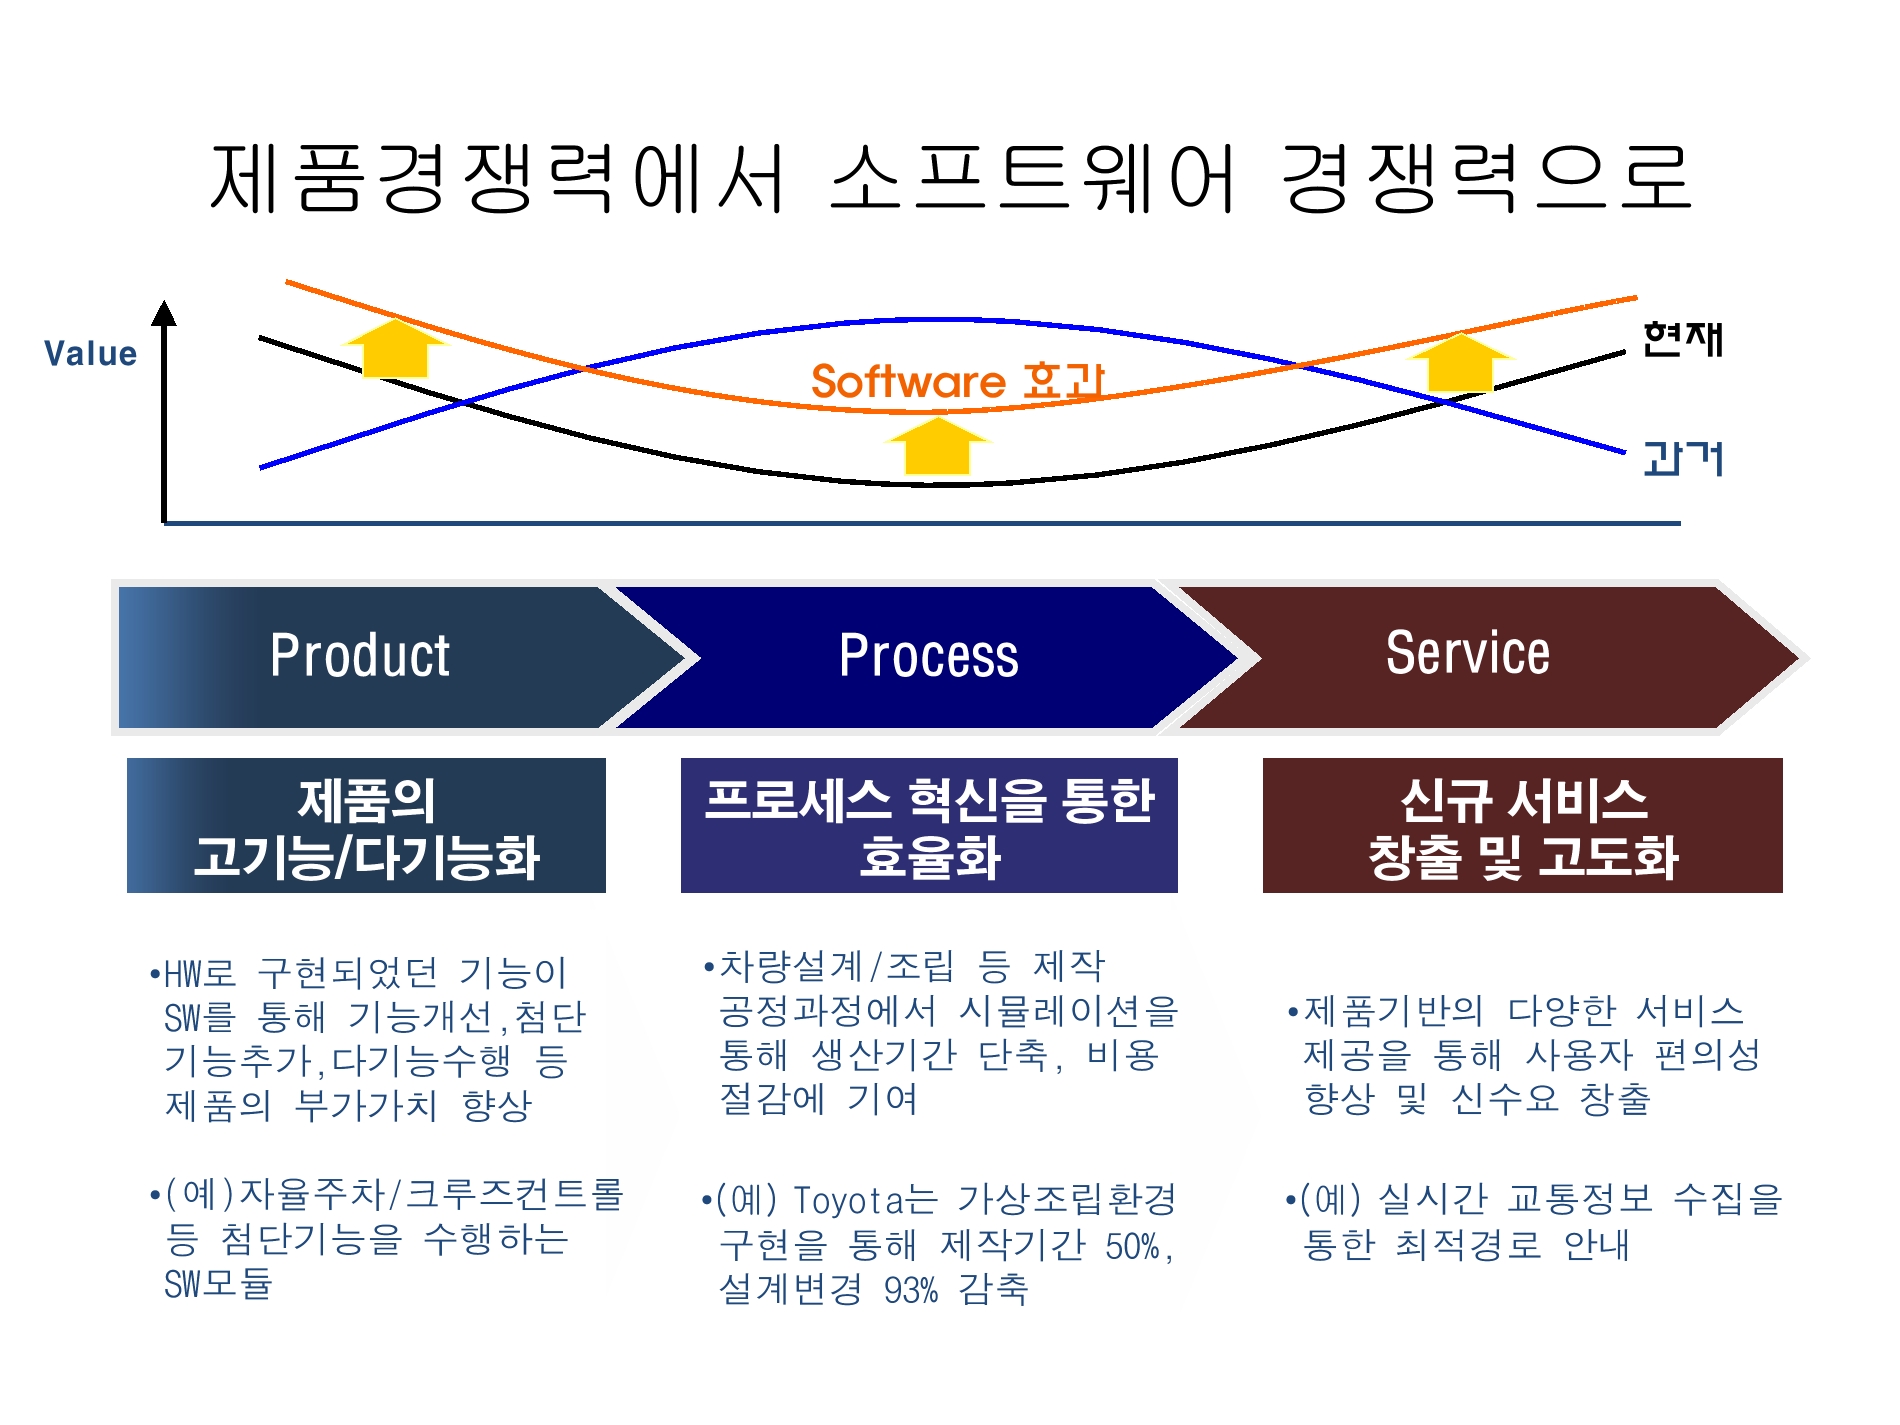 제품경쟁력에서 소프트웨어 경쟁력으로
Value
Software 효과
현재
과거
Product
Process
Service
제품의
고기능/다기능화
프로세스 혁신을 통한
효율화
신규 서비스
창출 및 고도화
•HW로 구현되었던 기능이
SW를 통해 기능개선,첨단
기능추가,다기능수행 등
제품의 부가가치 향상
•(예)자율주차/크루즈컨트롤
등 첨단기능을 수행하는
SW모듈
•차량설계/조립 등 제작
공정과정에서 시뮬레이션을
통해 생산기간 단축, 비용
절감에 기여
•(예) Toyota는 가상조립환경
구현을 통해 제작기간 50%,
설계변경 93% 감축
•제품기반의 다양한 서비스
제공을 통해 사용자 편의성
향상 및 신수요 창출
•(예) 실시간 교통정보 수집을
통한 최적경로 안내